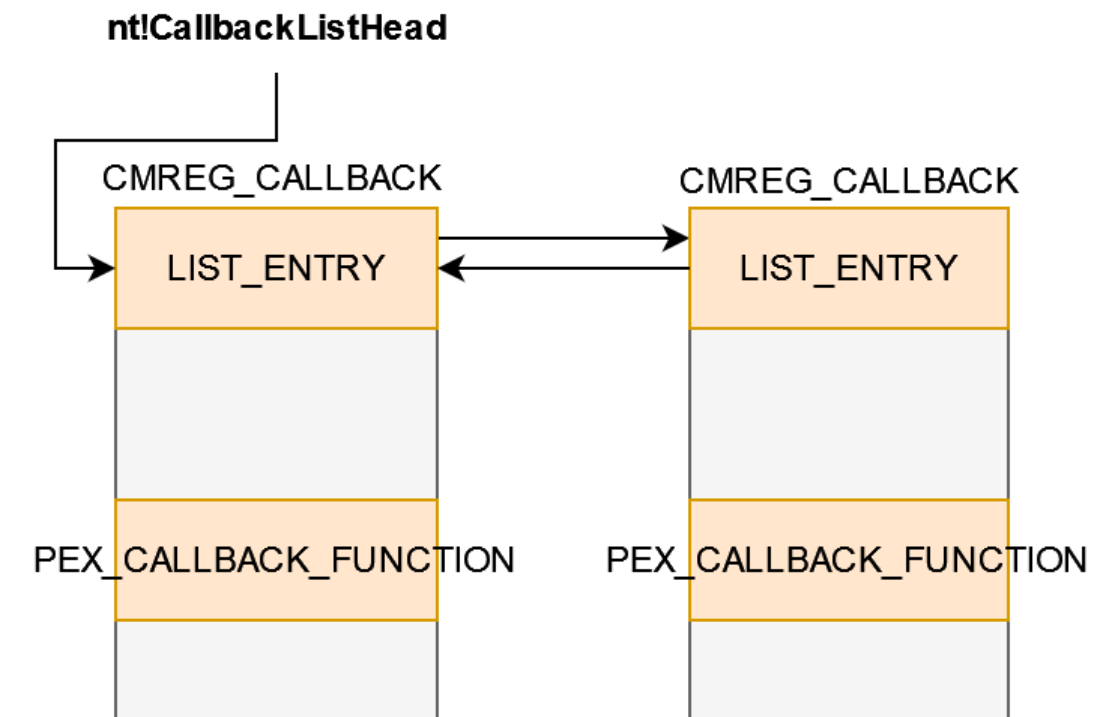 nt!CallbackListHead
CMREG_CALLBACK
CMREG_CALLBACK
LIST_ENTRY
LIST_ENTRY
PEX_CALLBACK_FUNCTION
PEX_CALLBACK_FUNCTION